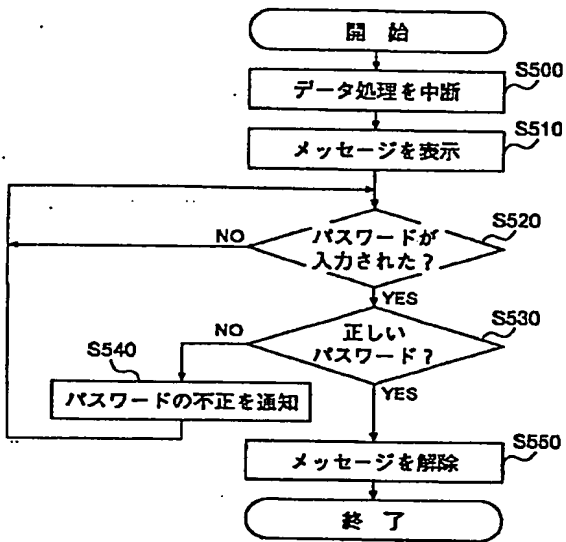 開 始
S500
データ処理を中断
S510
メッセージを表示
S520
パスワードが
入力された?
NO
YES
S530
正しい
パスワード?
NO
YES
S540
パスワードの不正を通知
S550
メッセージを解除
終 了